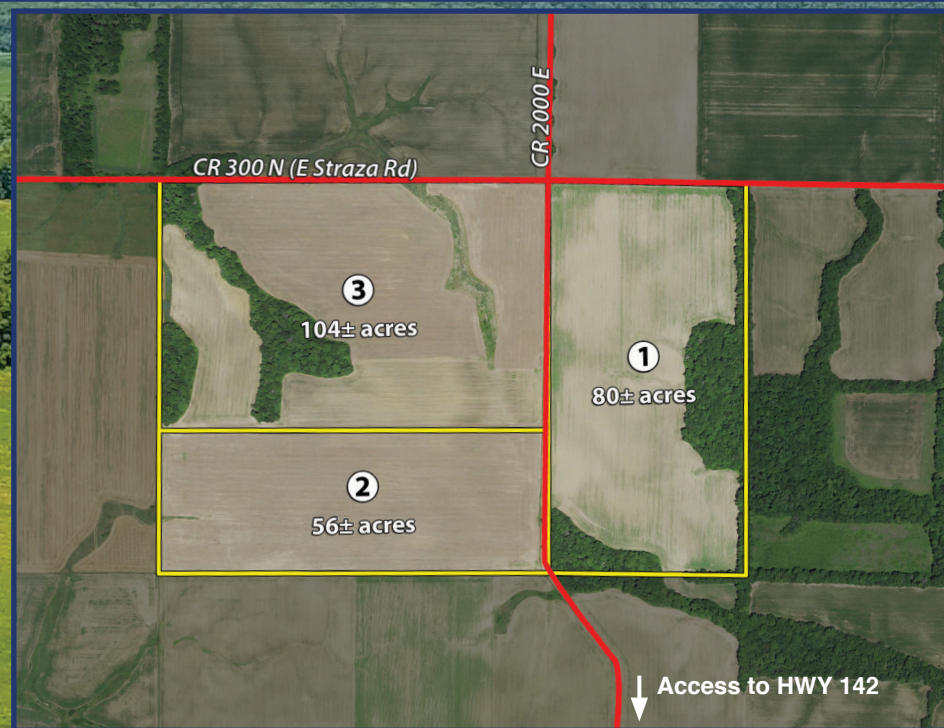 CR 2000 E
CR 300 N (E Straza Rd)
3
104± acres
1
80± acres
2
56± acres
Access to HWY 142